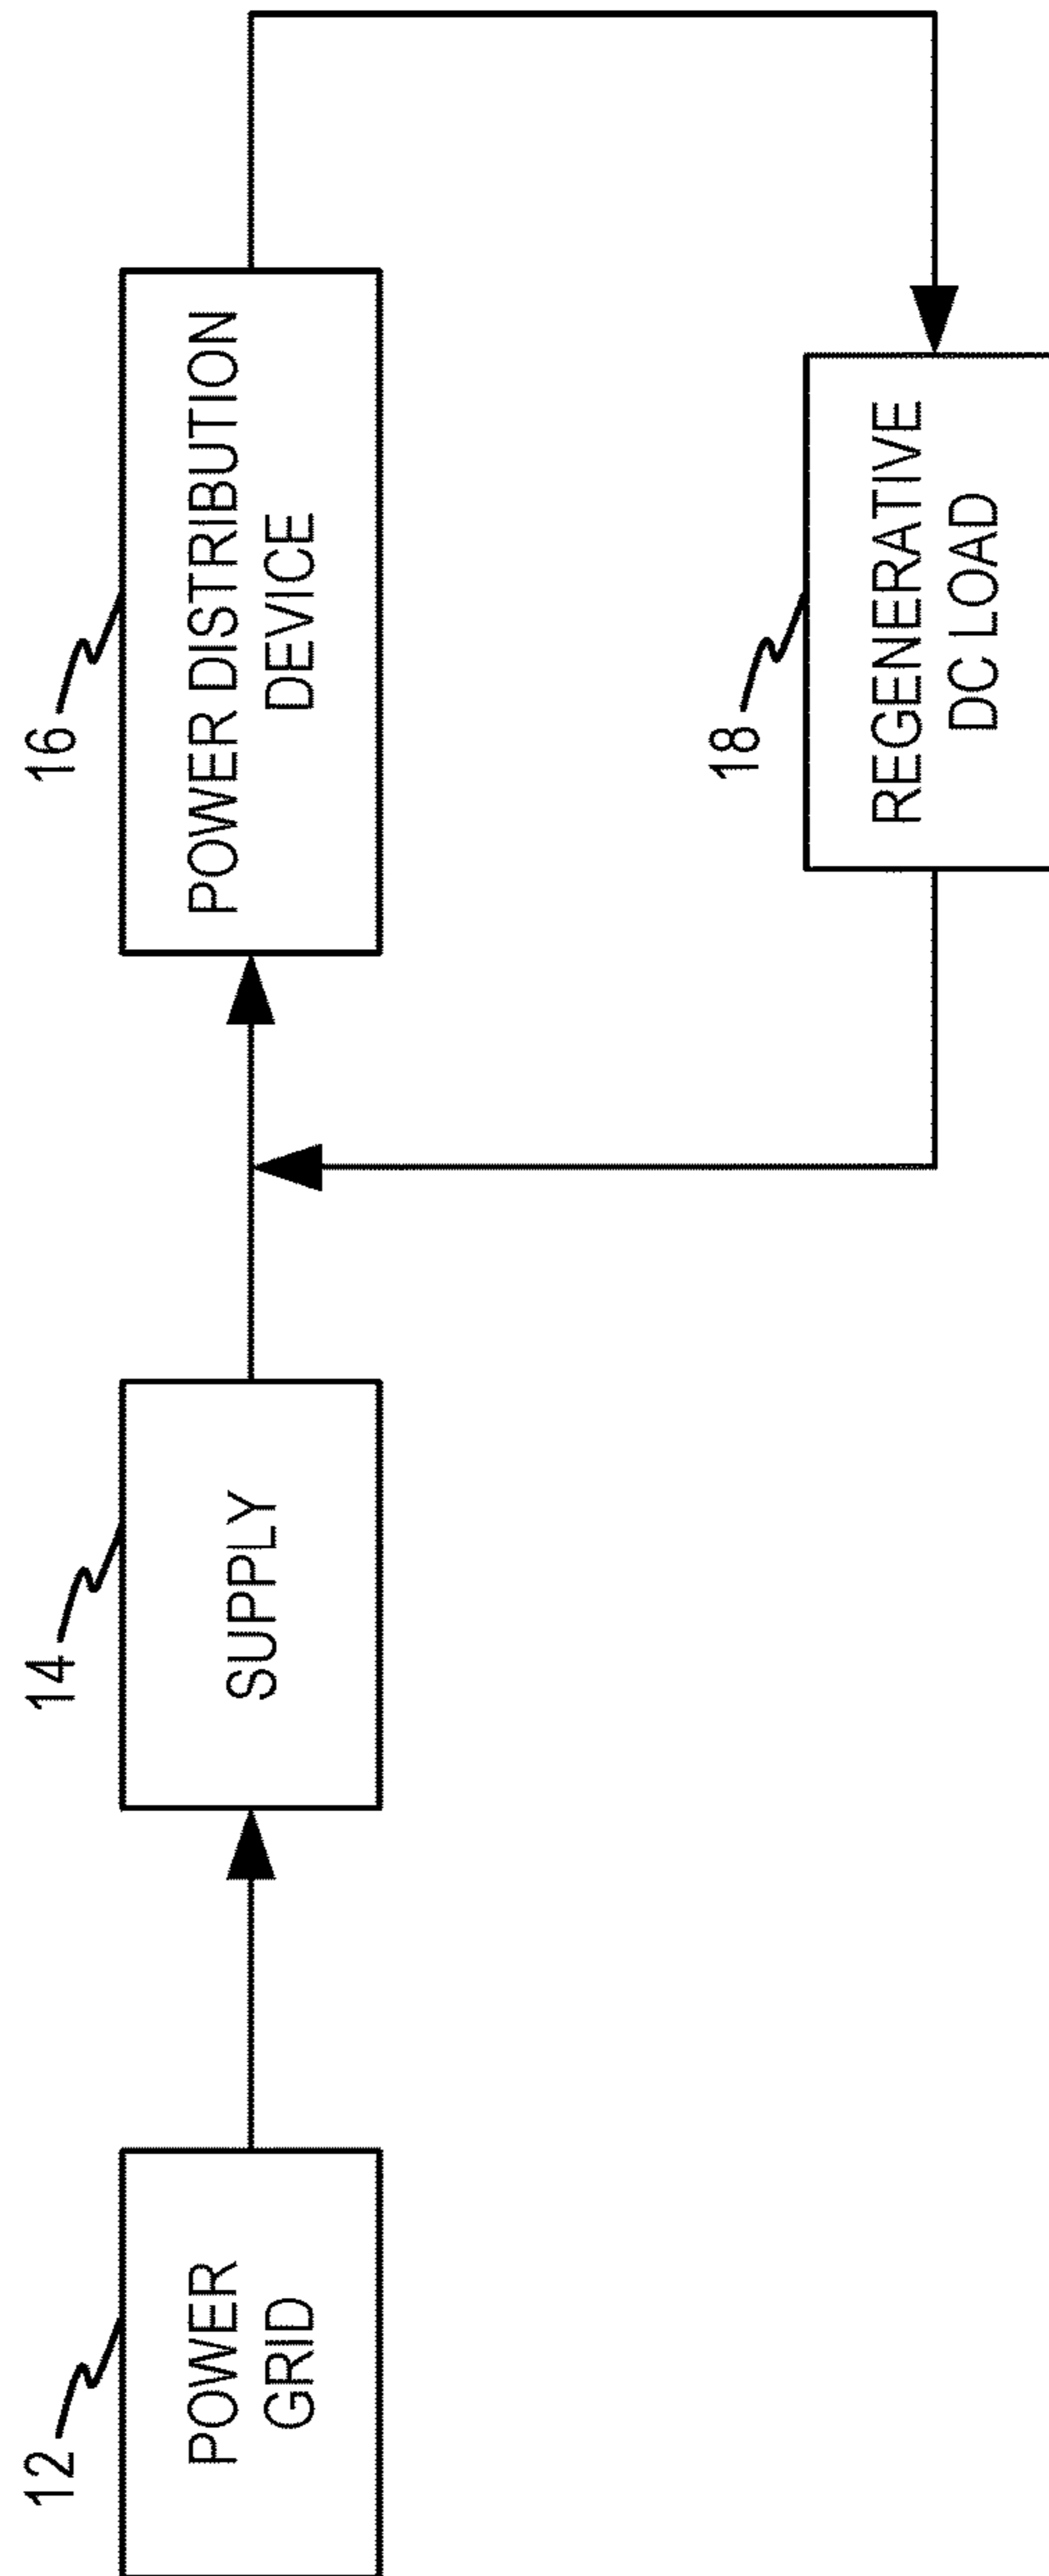 12
POWER
GRID
14
SUPPLY
16
POWER DISTRIBUTION
DEVICE
18
REGENERATIVE
DC LOAD